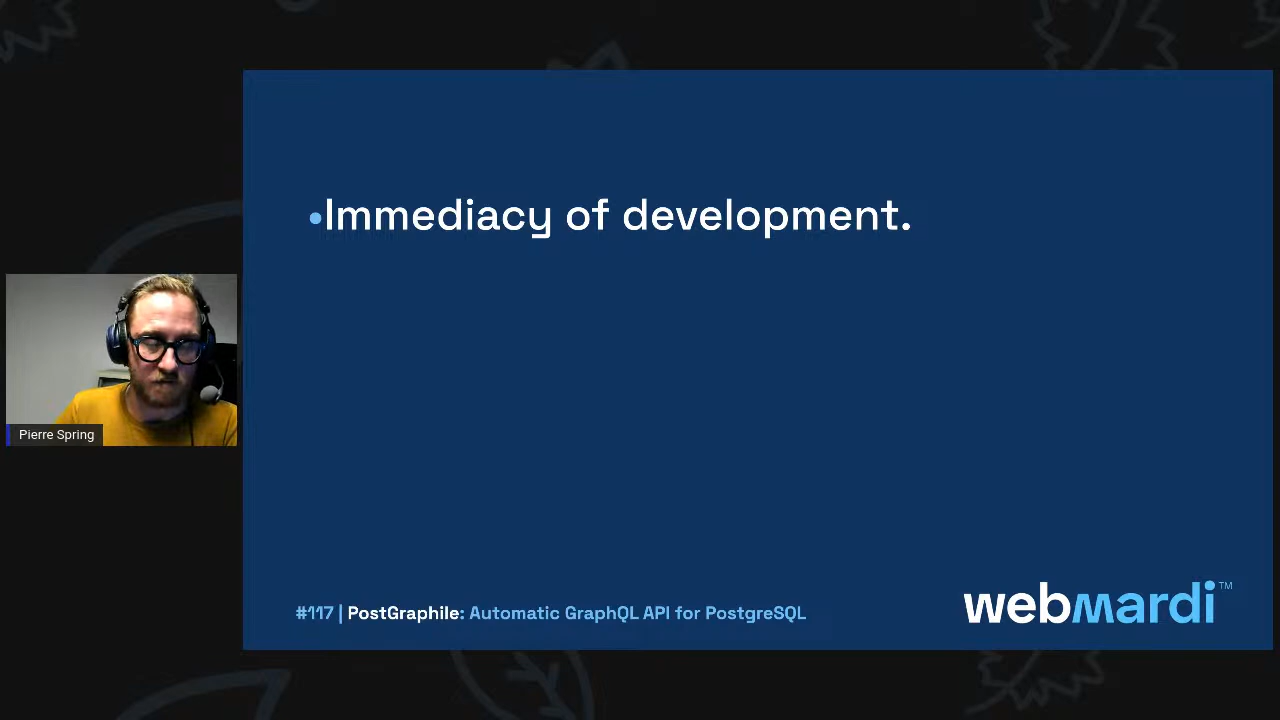 •Immediacy of development.
Pierre Spring
#117 | PostGraphile: Automatic GraphQL API for PostgreSQL
webmardi™